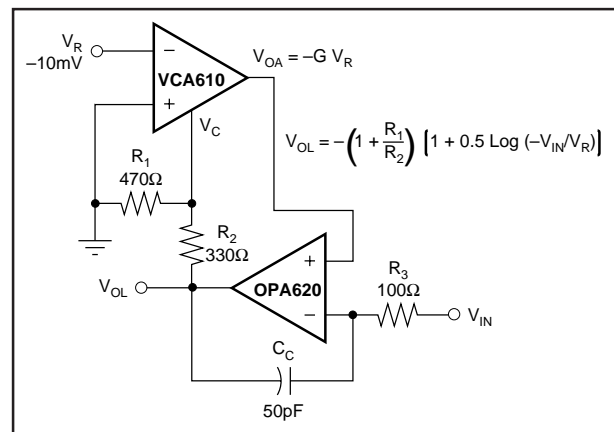 V_R
–10mV
–
VCA610
+
V_OA = –G V_R
V_C
V_OL = –(1 + R_1/R_2) [1 + 0.5 Log (–V_IN/V_R)]
R_1
470Ω
R_2
330Ω
V_OL
+
OPA620
–
R_3
100Ω
V_IN
C_C
50pF